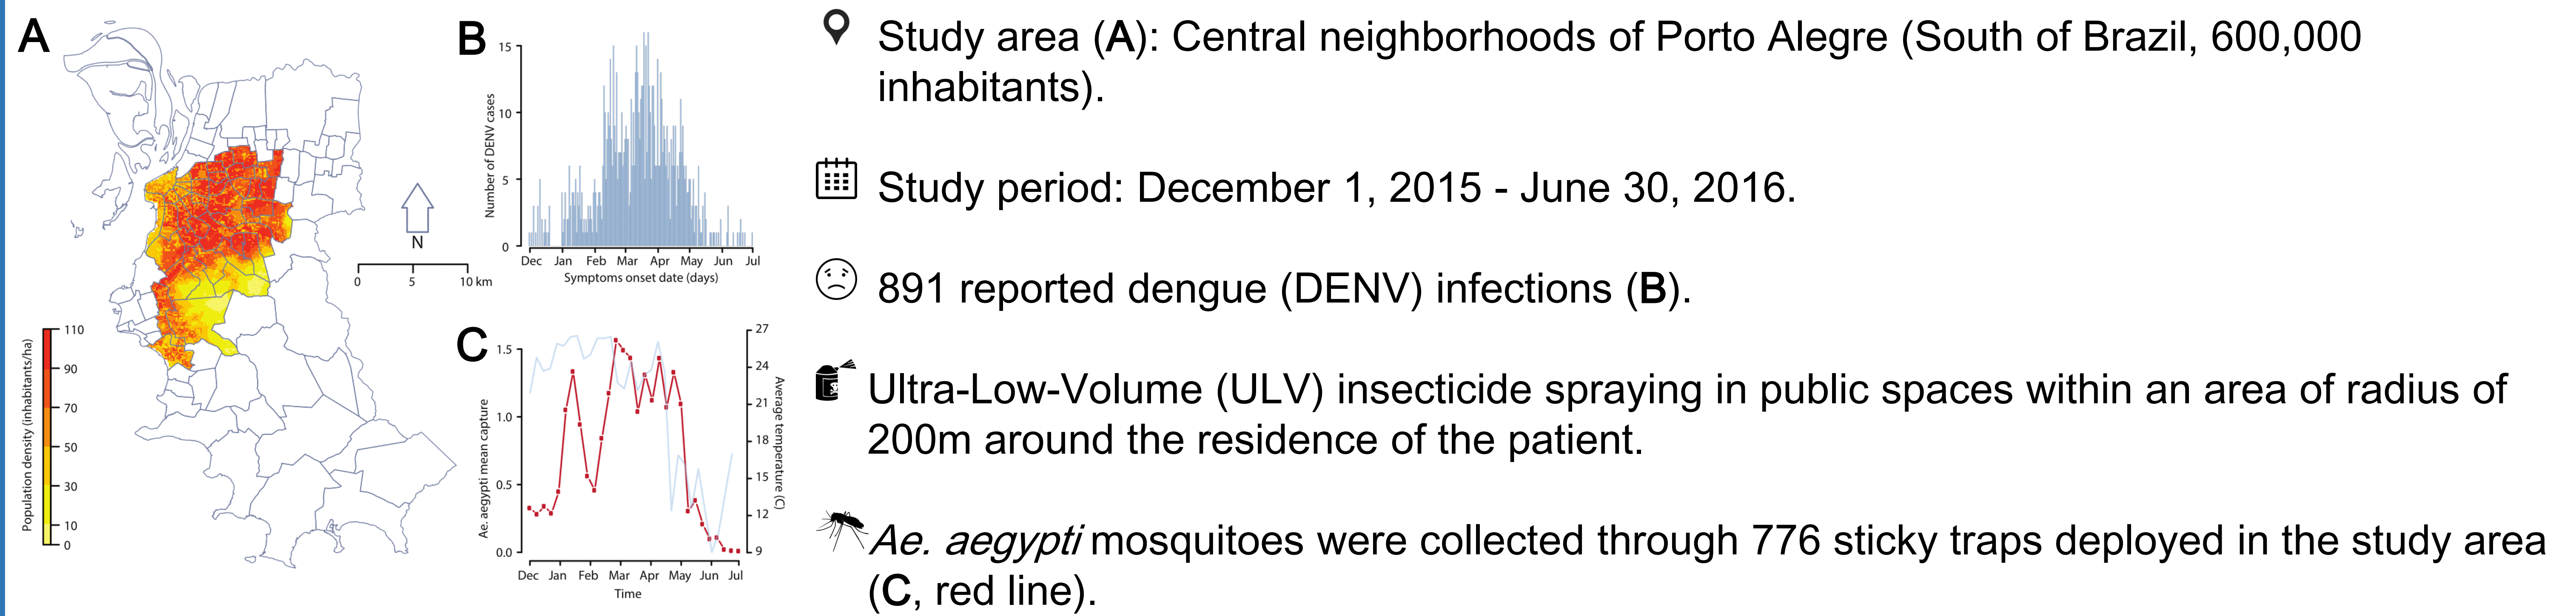 A
N
0 5 10 km
Population density (inhabitants/ha)
110
90
70
50
30
10
0
B
Number of DENV cases
15
10
5
0
Dec Jan Feb Mar Apr May Jun Jul
Symptoms onset date (days)
C
Ae. aegypti mean capture
1.5
1.0
0.5
0.0
27
24
21
18
15
12
9
Average temperature (C)
Dec Jan Feb Mar Apr May Jun Jul
Time
Study area (A): Central neighborhoods of Porto Alegre (South of Brazil, 600,000
inhabitants).
Study period: December 1, 2015 - June 30, 2016.
891 reported dengue (DENV) infections (B).
Ultra-Low-Volume (ULV) insecticide spraying in public spaces within an area of radius of
200m around the residence of the patient.
Ae. aegypti mosquitoes were collected through 776 sticky traps deployed in the study area
(C, red line).